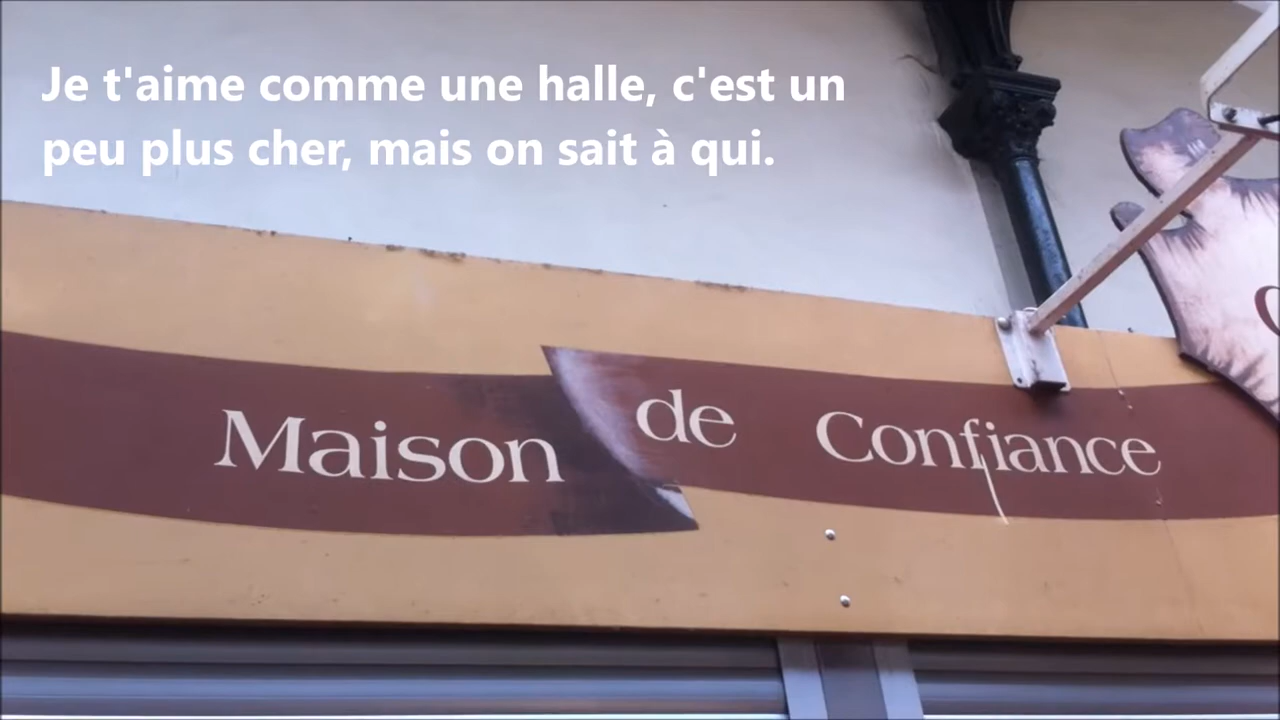 Je t'aime comme une halle, c'est un
peu plus cher, mais on sait à qui.
Maison de Confiance